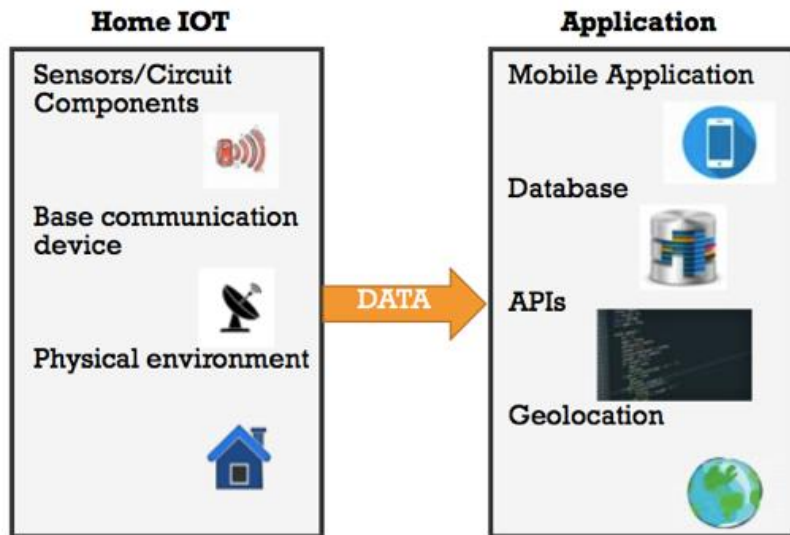 Home IOT
Sensors/Circuit
Components
Base communication
device
Physical environment
DATA
Application
Mobile Application
Database
APIs
Geolocation